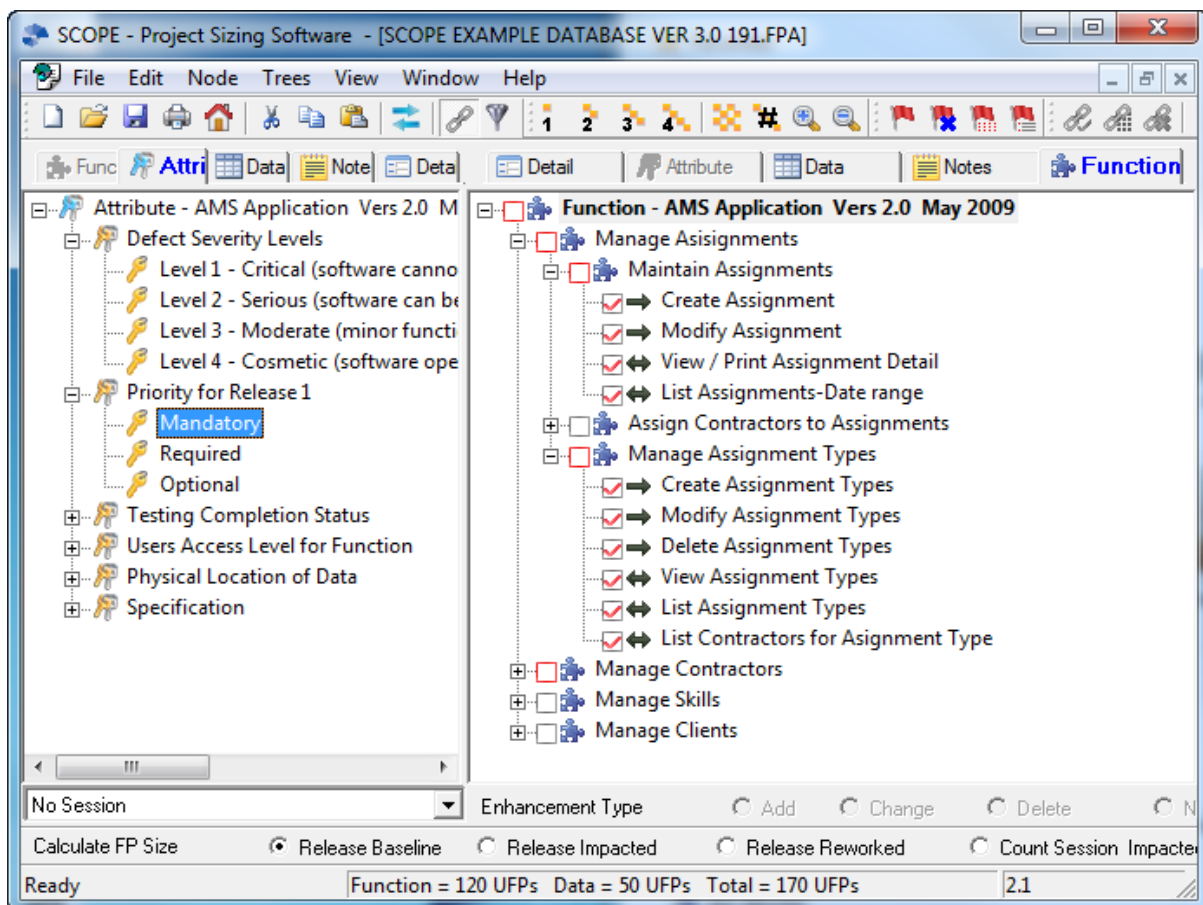 SCOPE - Project Sizing Software - [SCOPE EXAMPLE DATABASE VER 3.0 191.FPA]
File Edit Node Trees View Window Help
1 2 3 4 #
Func Attri Data Note Detal Detail Attribute Data Notes Function
Attribute - AMS Application Vers 2.0 M
Defect Severity Levels
Level 1 - Critical (software canno
Level 2 - Serious (software can be
Level 3 - Moderate (minor functi
Level 4 - Cosmetic (software ope
Priority for Release 1
Mandatory
Required
Optional
Testing Completion Status
Users Access Level for Function
Physical Location of Data
Specification
Function - AMS Application Vers 2.0 May 2009
Manage Asisignments
Maintain Assignments
Create Assignment
Modify Assignment
View / Print Assignment Detail
List Assignments-Date range
Assign Contractors to Assignments
Manage Assignment Types
Create Assignment Types
Modify Assignment Types
Delete Assignment Types
View Assignment Types
List Assignment Types
List Contractors for Asignment Type
Manage Contractors
Manage Skills
Manage Clients
No Session Enhancement Type Add Change Delete N
Calculate FP Size Release Baseline Release Impacted Release Reworked Count Session Impacte
Ready Function = 120 UFPs Data = 50 UFPs Total = 170 UFPs 2.1